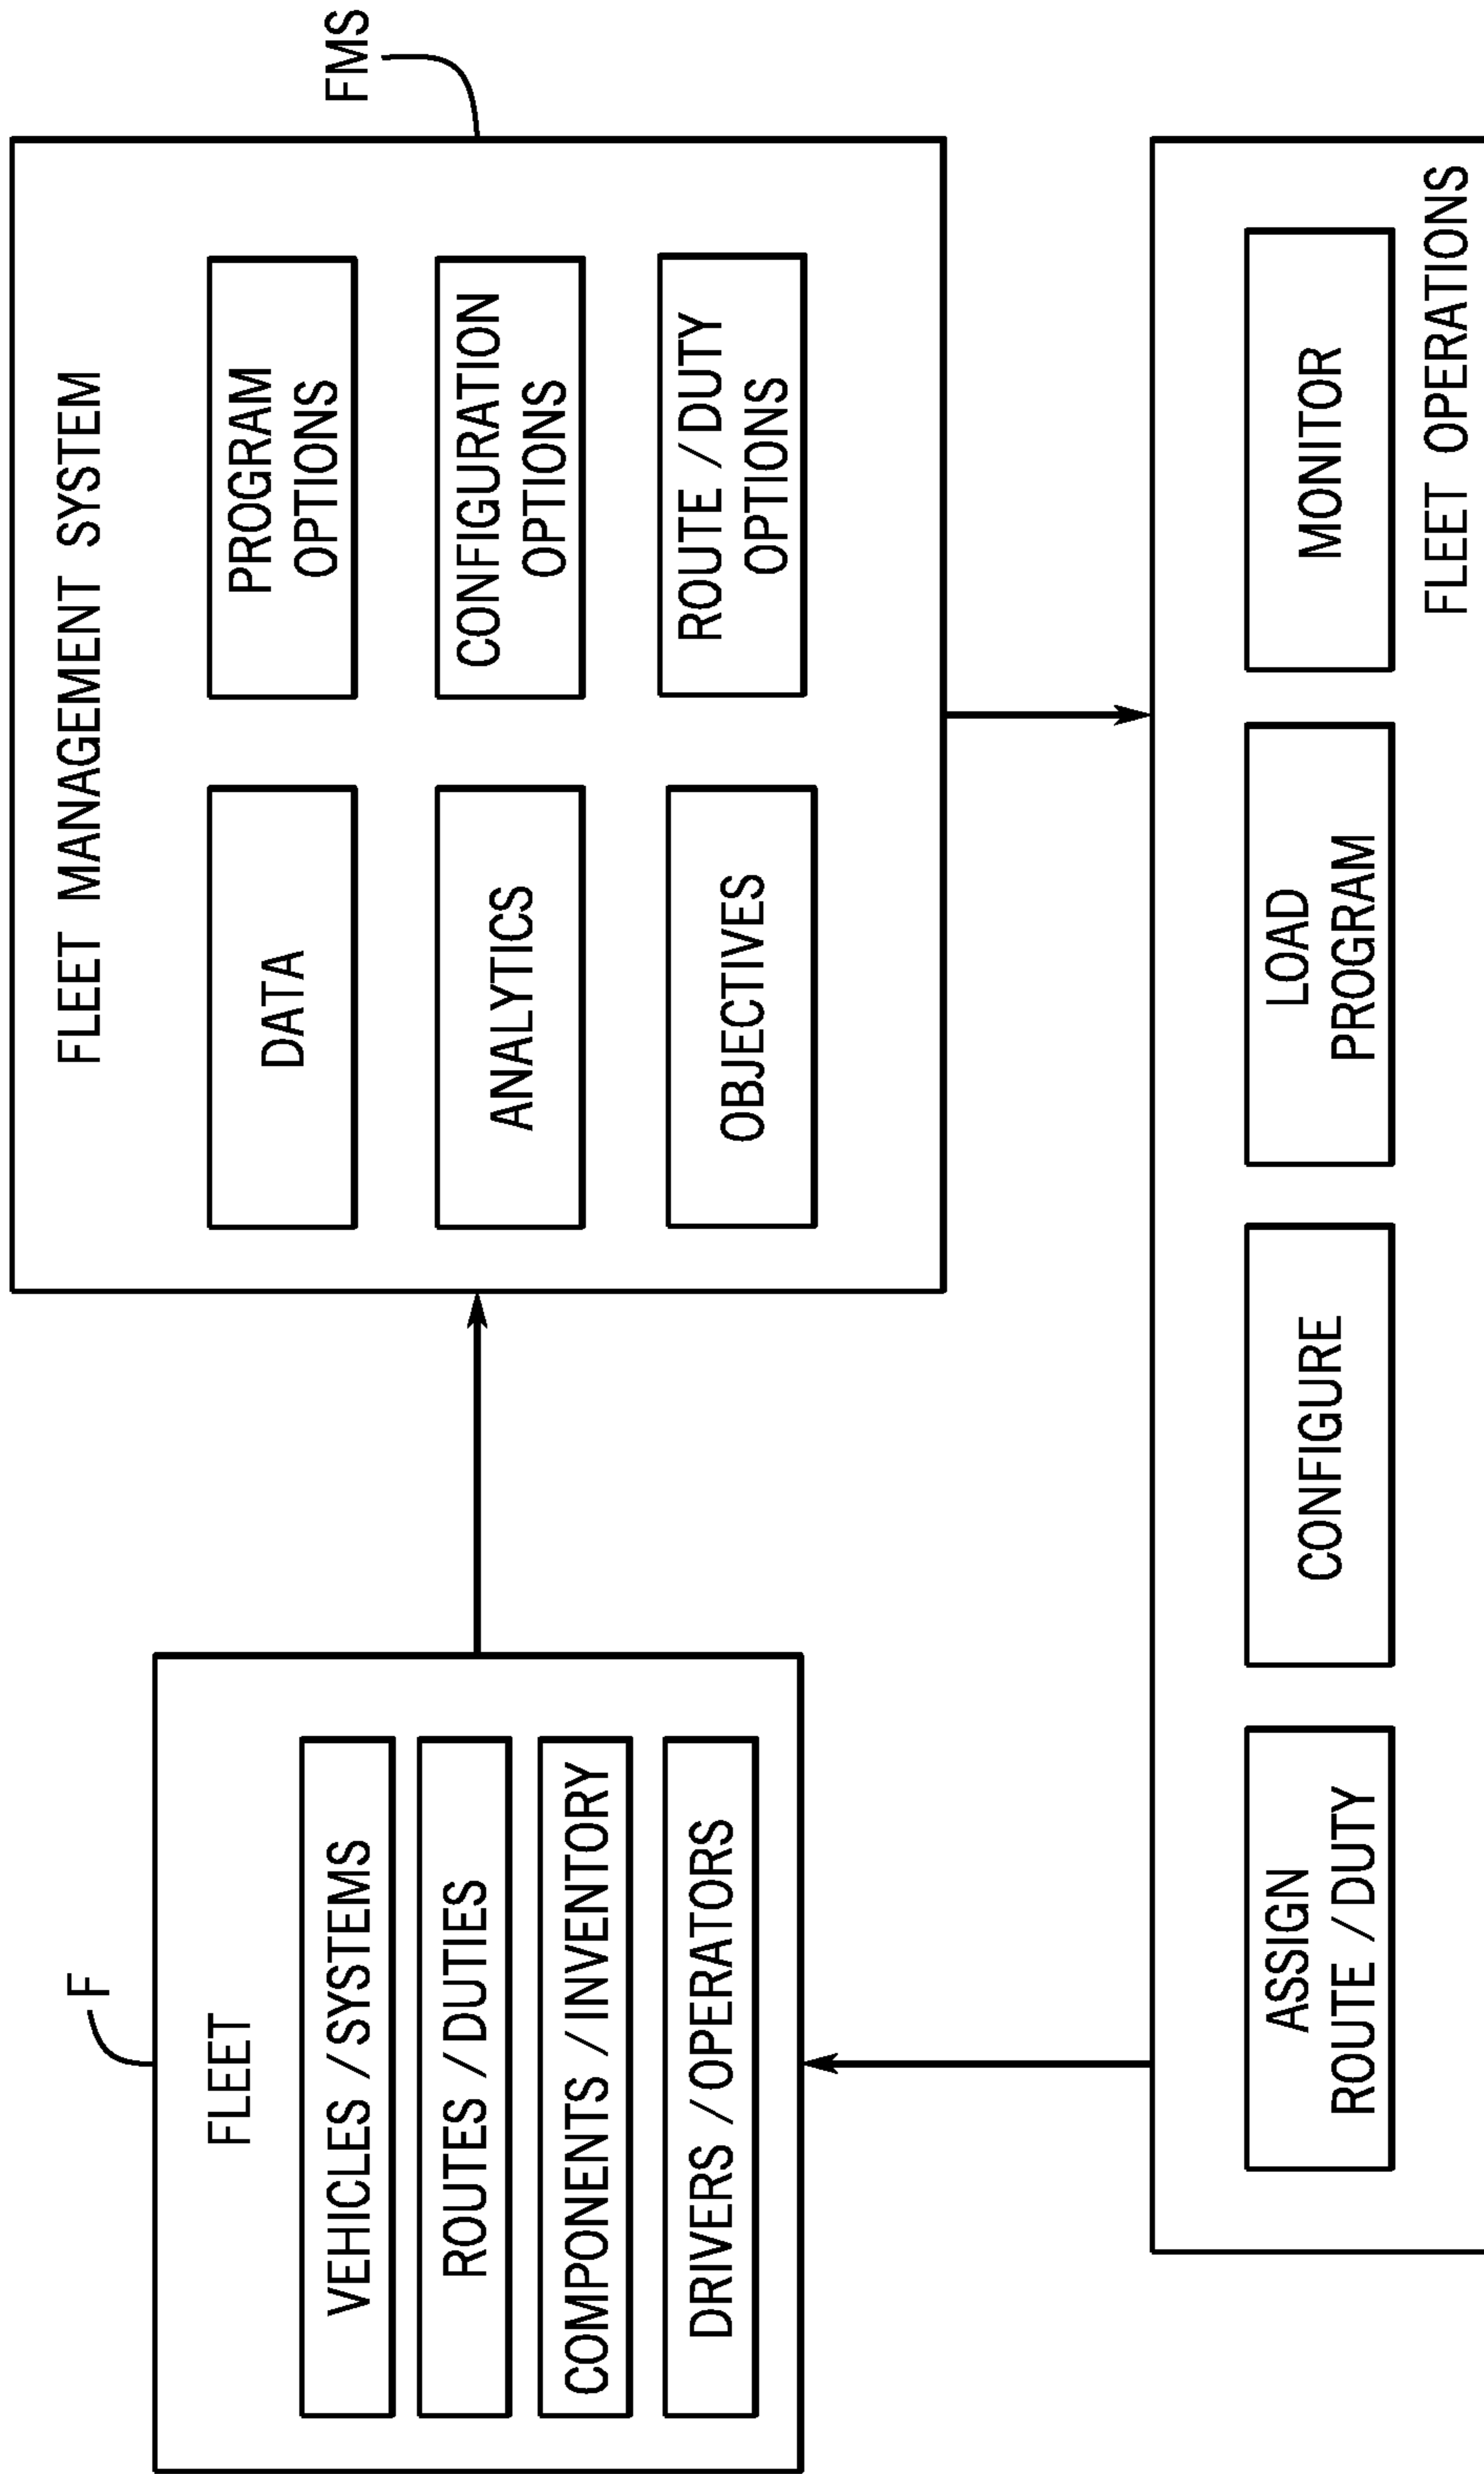 F
FLEET
VEHICLES/SYSTEMS
ROUTES/DUTIES
COMPONENTS/INVENTORY
DRIVERS/OPERATORS
FMS
FLEET MANAGEMENT SYSTEM
DATA
PROGRAM
OPTIONS
ANALYTICS
CONFIGURATION
OPTIONS
OBJECTIVES
ROUTE/DUTY
OPTIONS
ASSIGN
ROUTE/DUTY
CONFIGURE
LOAD
PROGRAM
MONITOR
FLEET OPERATIONS